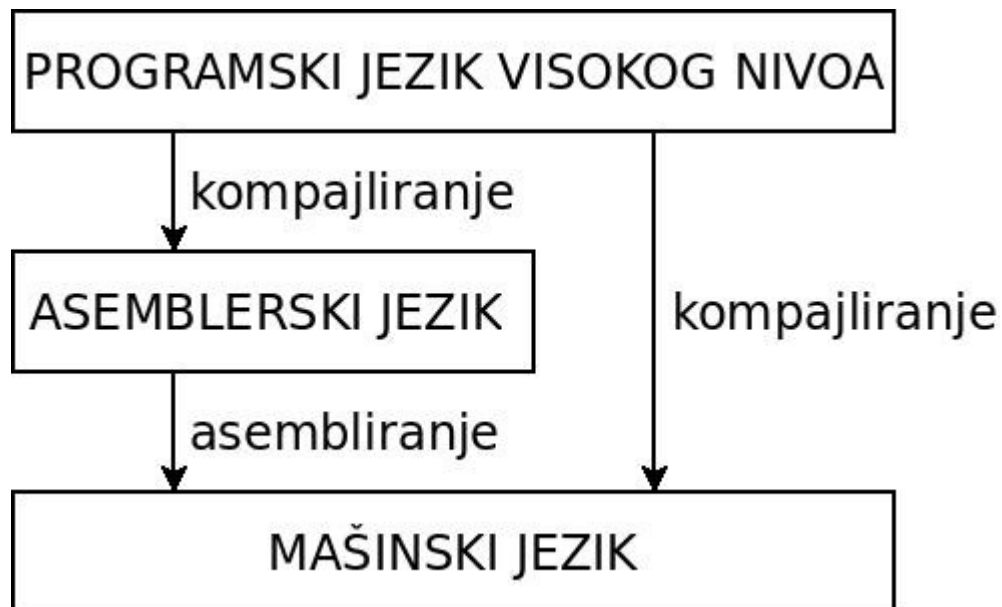 PROGRAMSKI JEZIK VISOKOG NIVOA
kompajliranje
ASEMBLERSKI JEZIK
kompajliranje
asembliranje
MAŠINSKI JEZIK